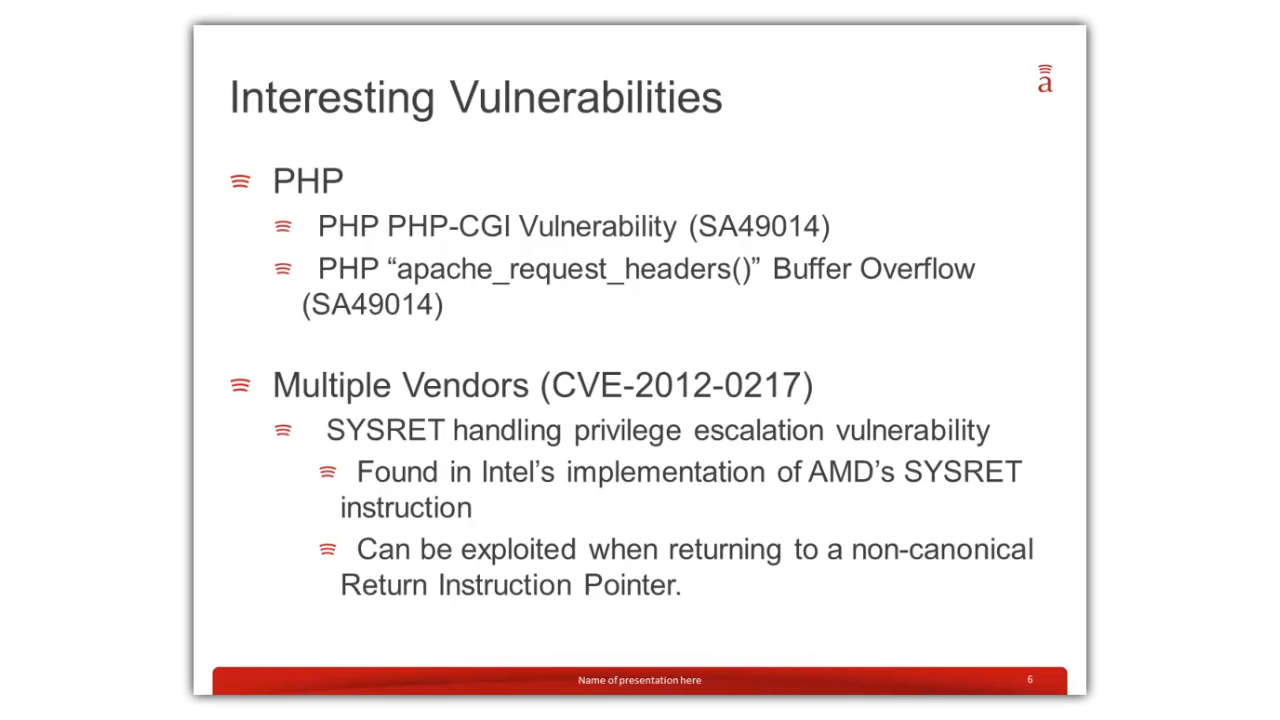 Interesting Vulnerabilities
a
PHP
PHP PHP-CGI Vulnerability (SA49014)
PHP “apache_request_headers()” Buffer Overflow
(SA49014)
Multiple Vendors (CVE-2012-0217)
SYSRET handling privilege escalation vulnerability
Found in Intel’s implementation of AMD’s SYSRET
instruction
Can be exploited when returning to a non-canonical
Return Instruction Pointer.
Name of presentation here
6